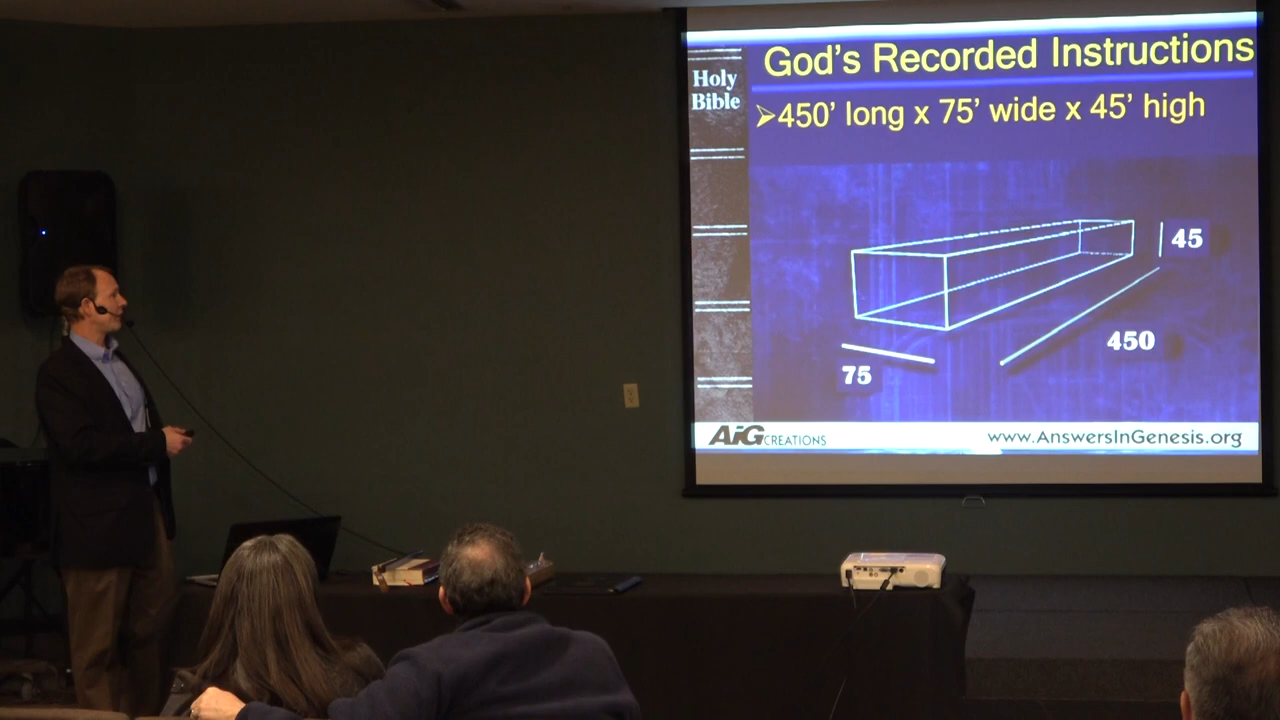 God's Recorded Instructions
Holy
Bible
➢450' long x 75' wide x 45' high
45
450
75
AiG CREATIONS
www.AnswersInGenesis.org